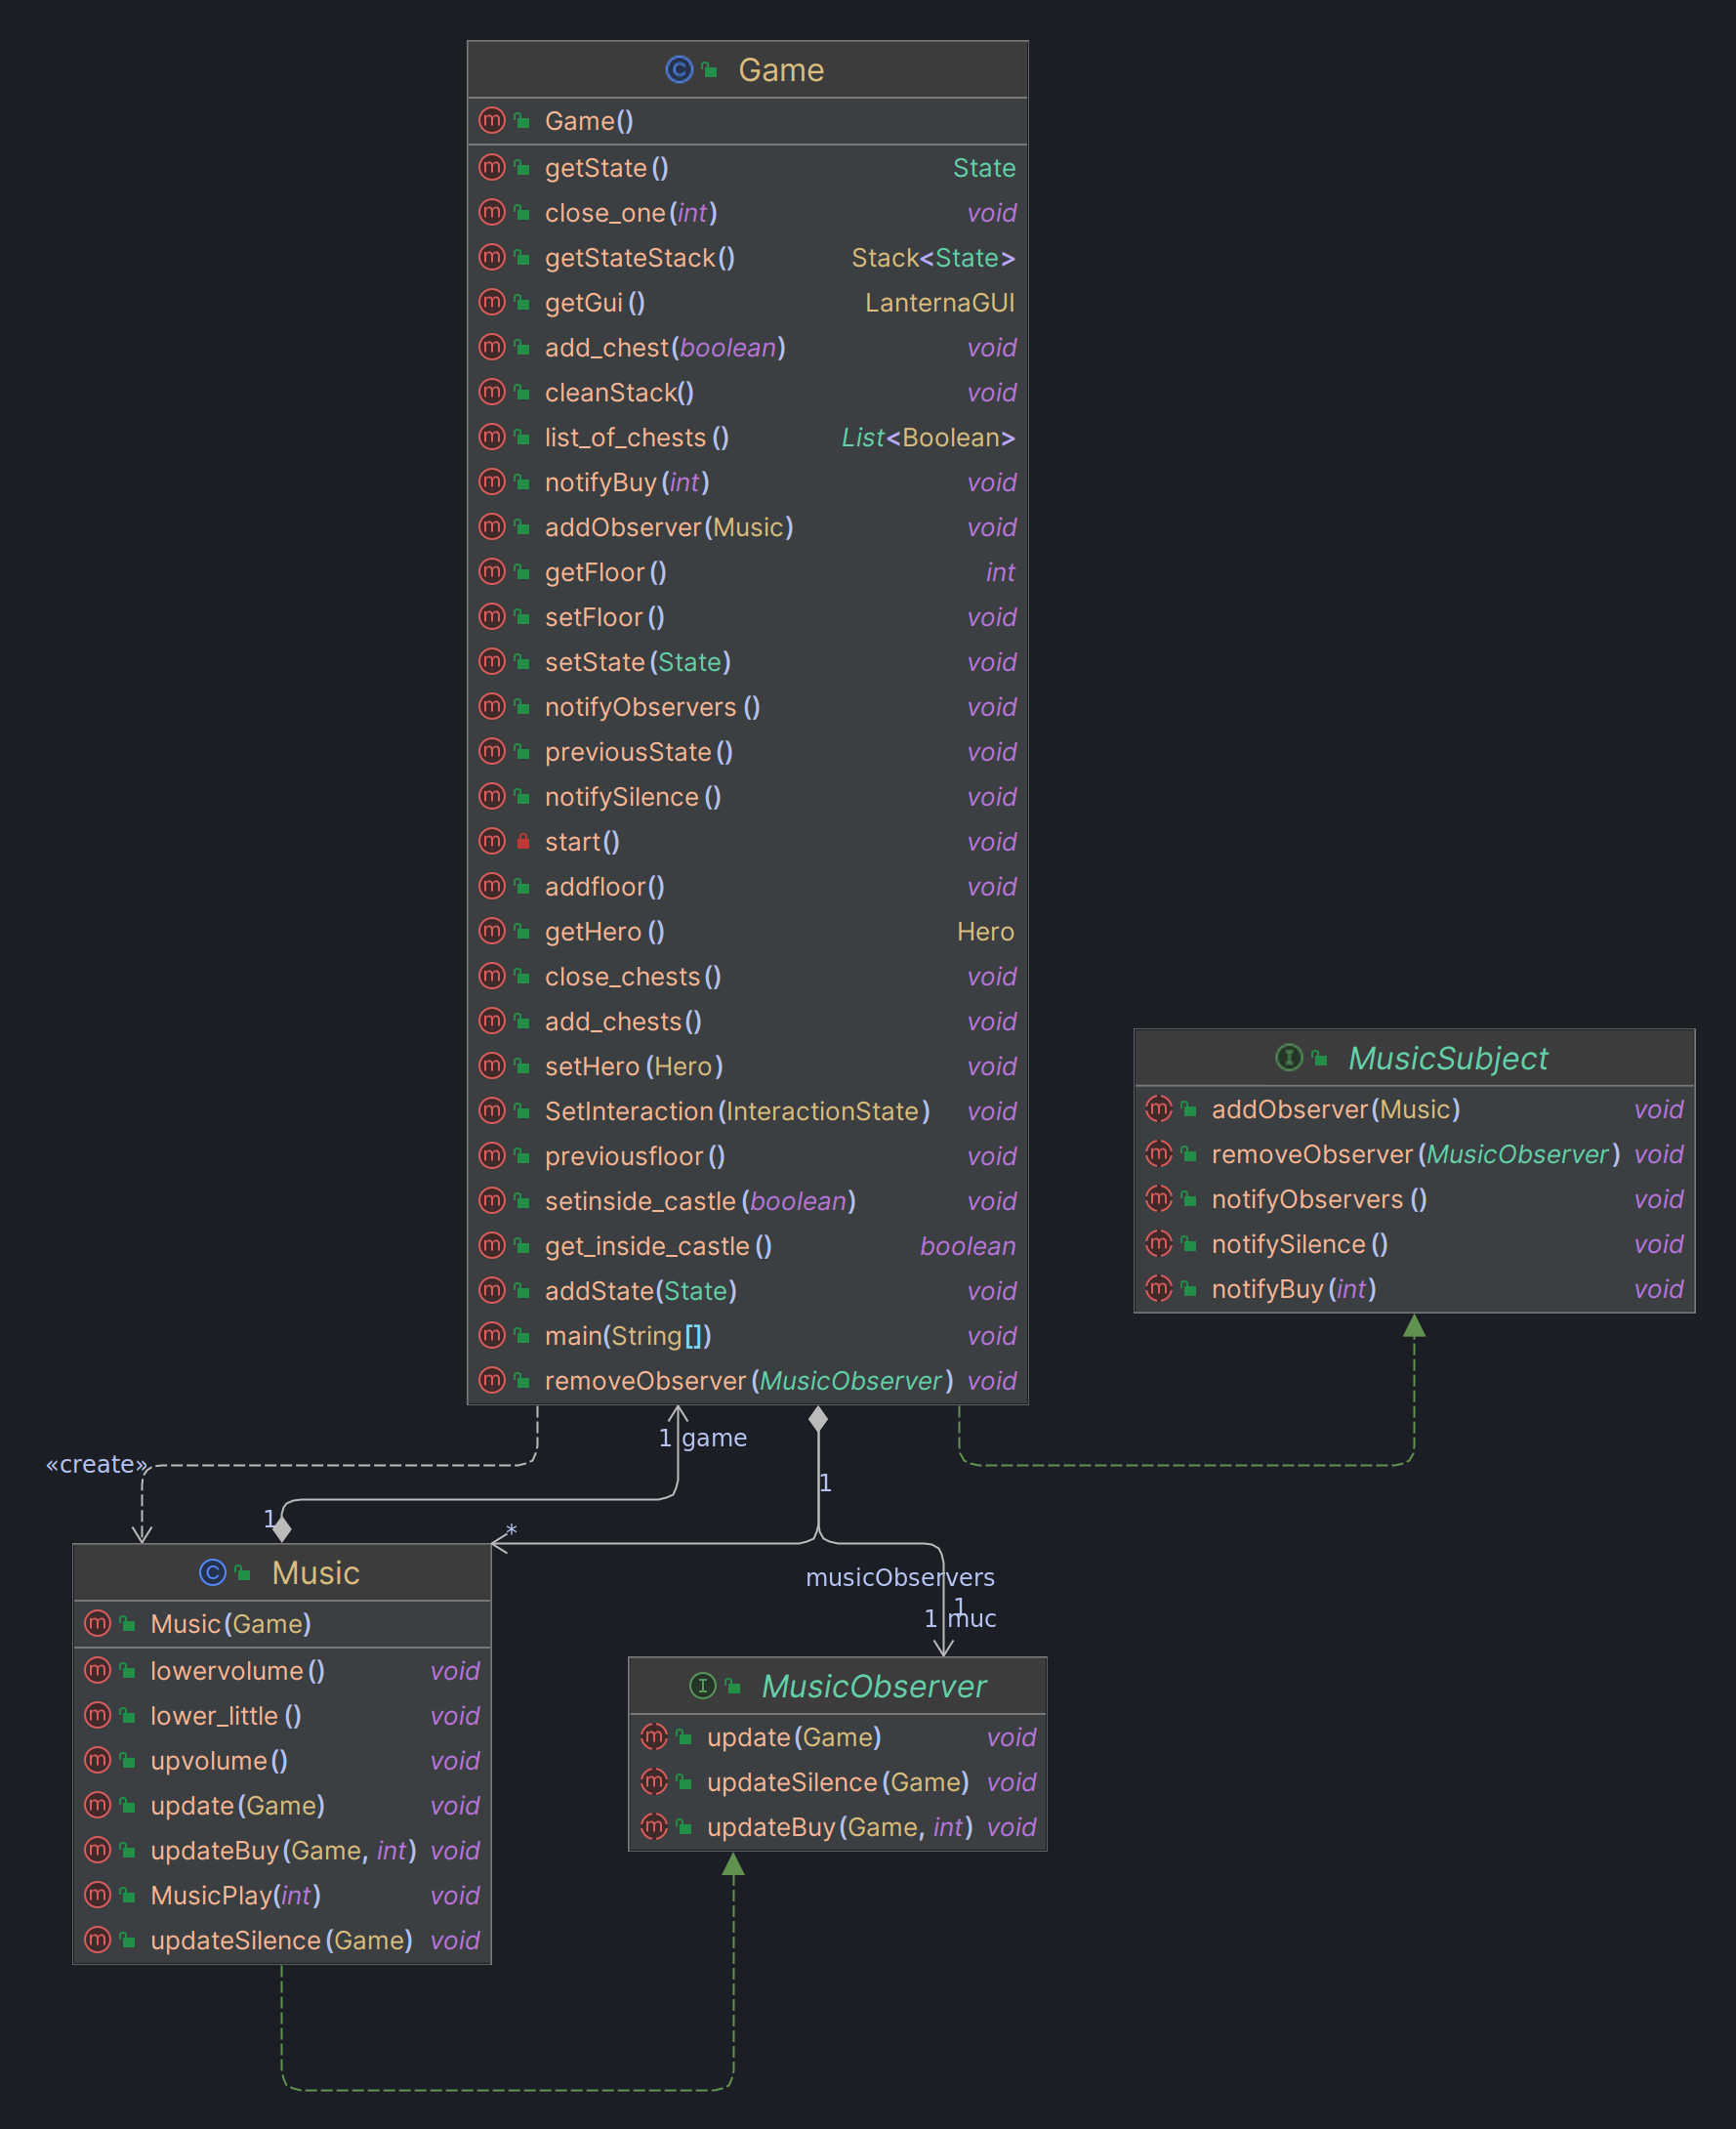 Game
Game()
getState() State
close_one(int) void
getStateStack() Stack<State>
getGui() LanternaGUI
add_chest(boolean) void
cleanStack() void
list_of_chests() List<Boolean>
notifyBuy(int) void
addObserver(Music) void
getFloor() int
setFloor() void
setState(State) void
notifyObservers() void
previousState() void
notifySilence() void
start() void
addfloor() void
getHero() Hero
close_chests() void
add_chests() void
setHero(Hero) void
SetInteraction(InteractionState) void
previousfloor() void
setinside_castle(boolean) void
get_inside_castle() boolean
addState(State) void
main(String[]) void
removeObserver(MusicObserver) void
MusicSubject
addObserver(Music) void
removeObserver(MusicObserver) void
notifyObservers() void
notifySilence() void
notifyBuy(int) void
1 game
«create»
1
1
*
musicObservers
1
1 muc
Music
Music(Game)
lowervolume() void
lower_little() void
upvolume() void
update(Game) void
updateBuy(Game, int) void
MusicPlay(int) void
updateSilence(Game) void
MusicObserver
update(Game) void
updateSilence(Game) void
updateBuy(Game, int) void